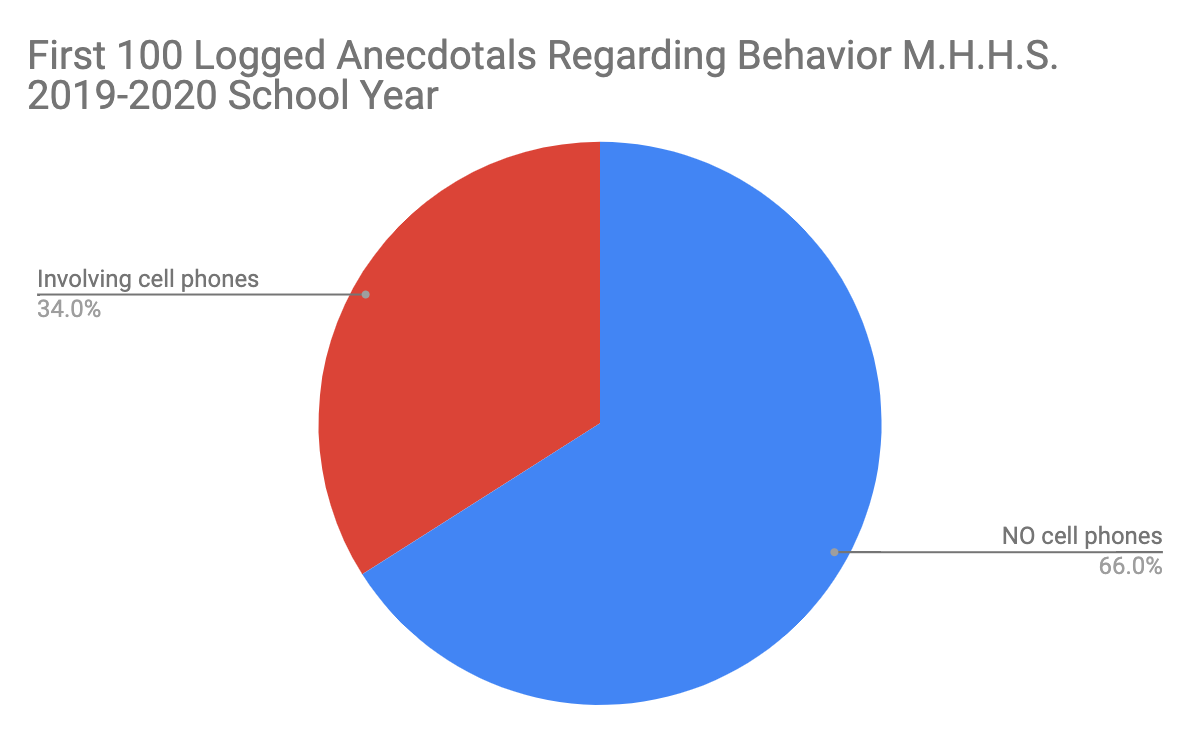 First 100 Logged Anecdotals Regarding Behavior M.H.H.S.
2019-2020 School Year
Involving cell phones
34.0%
NO cell phones
66.0%